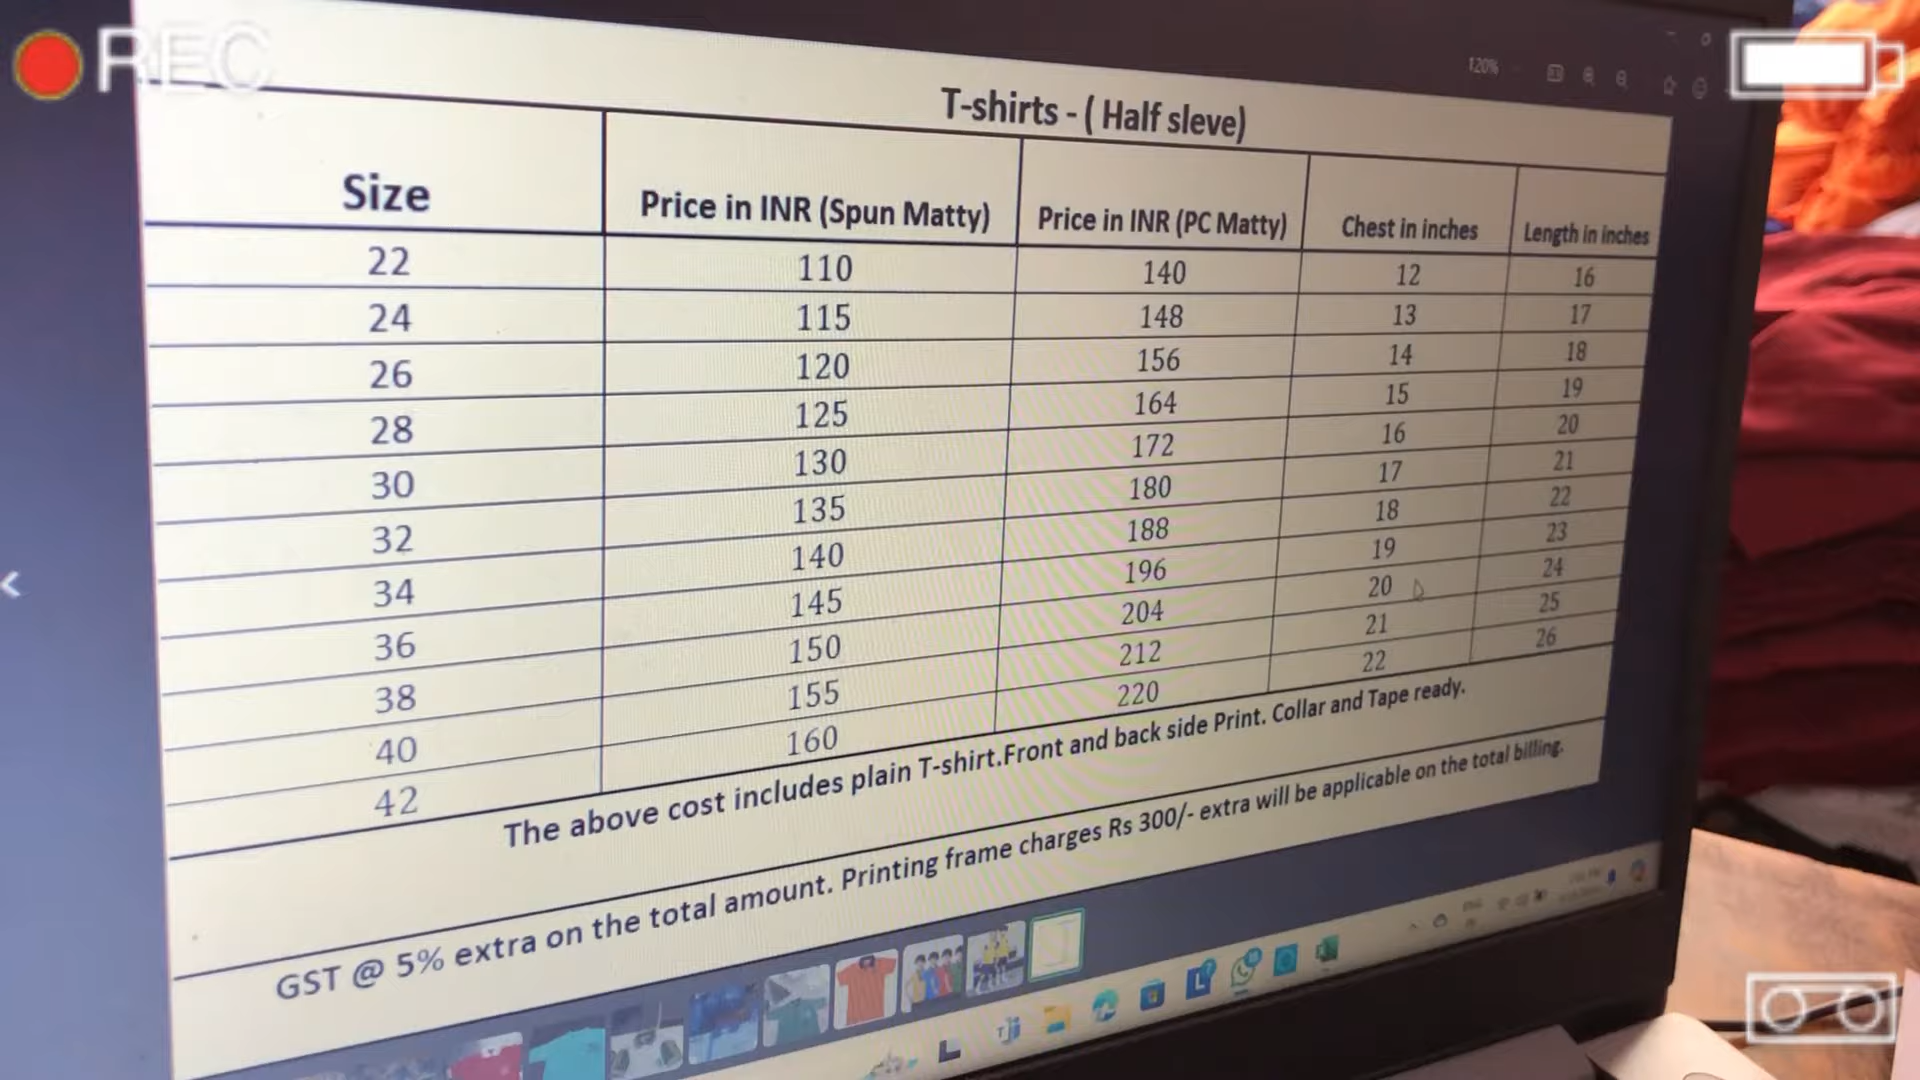 REC
120%
T-shirts - ( Half sleve)
Size Price in INR (Spun Matty) Price in INR (PC Matty) Chest in inches Length in inches
22 110 140 12 16
24 115 148 13 17
26 120 156 14 18
28 125 164 15 19
30 130 172 16 20
32 135 180 17 21
34 140 188 18 22
36 145 196 19 23
38 150 204 20 24
40 155 212 21 25
42 160 220 22 26
The above cost includes plain T-shirt.Front and back side Print. Collar and Tape ready.
GST @ 5% extra on the total amount. Printing frame charges Rs 300/- extra will be applicable on the total billing.